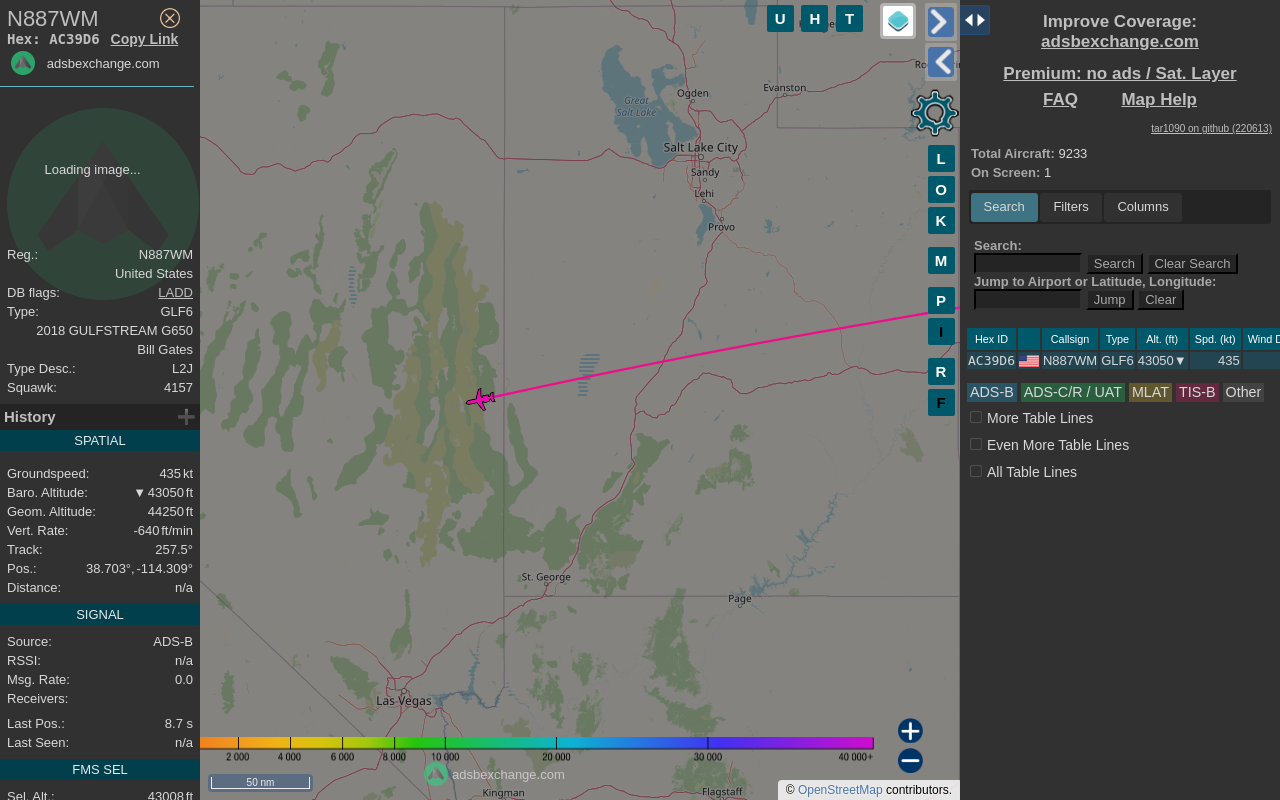 N887WM
Hex: AC39D6 Copy Link
adsbexchange.com
Loading image...
Reg.: N887WM
United States
DB flags: LADD
Type: GLF6
2018 GULFSTREAM G650
Bill Gates
Type Desc.: L2J
Squawk: 4157
History
SPATIAL
Groundspeed: 435 kt
Baro. Altitude: ▼ 43050 ft
Geom. Altitude: 44250 ft
Vert. Rate: -640 ft/min
Track: 257.5°
Pos.: 38.703°, -114.309°
Distance: n/a
SIGNAL
Source: ADS-B
RSSI: n/a
Msg. Rate: 0.0
Receivers:
Last Pos.: 8.7 s
Last Seen: n/a
FMS SEL
Sel. Alt.: 43008 ft
U H T
Ogden
Evanston
Great
Salt Lake
Salt Lake City
Sandy
Lehi
Provo
St. George
Page
Las Vegas
Kingman
Flagstaff
L
O
K
M
P
I
R
F
2 000 4 000 6 000 8 000 10 000 20 000 30 000 40 000+
adsbexchange.com
50 nm
© OpenStreetMap contributors.
Improve Coverage:
adsbexchange.com
Premium: no ads / Sat. Layer
FAQ Map Help
tar1090 on github (220613)
Total Aircraft: 9233
On Screen: 1
Search Filters Columns
Search:
Search Clear Search
Jump to Airport or Latitude, Longitude:
Jump Clear
Hex ID Callsign Type Alt. (ft) Spd. (kt) Wind D
AC39D6 N887WM GLF6 43050▼ 435
ADS-B ADS-C/R / UAT MLAT TIS-B Other
More Table Lines
Even More Table Lines
All Table Lines